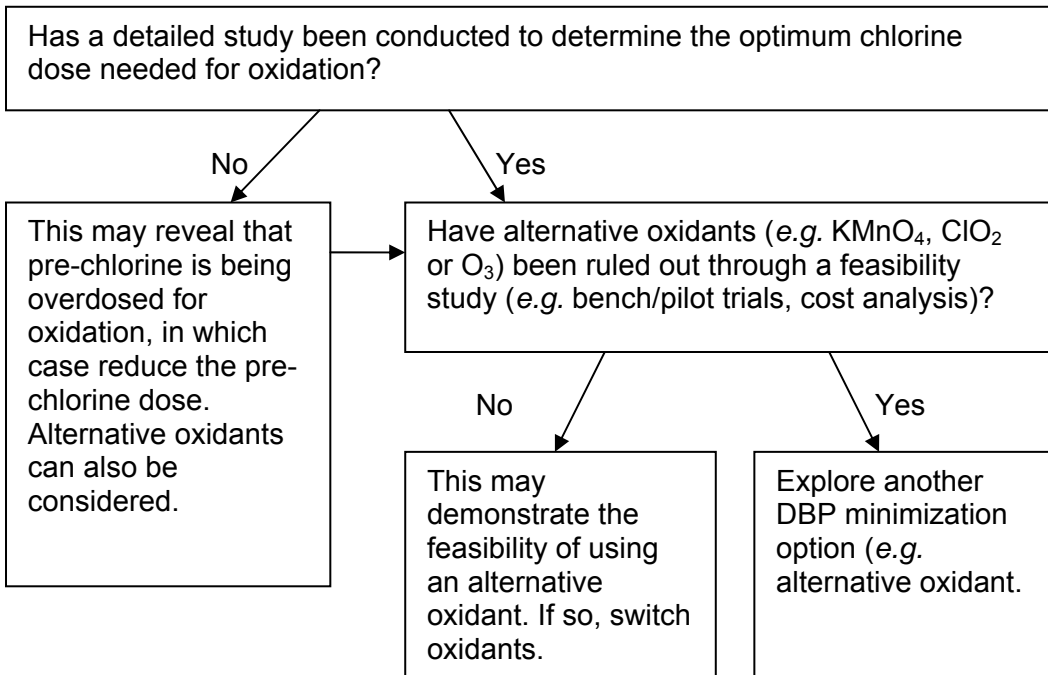 Has a detailed study been conducted to determine the optimum chlorine
dose needed for oxidation?
No
Yes
This may reveal that
pre-chlorine is being
overdosed for
oxidation, in which
case reduce the pre-
chlorine dose.
Alternative oxidants
can also be
considered.
Have alternative oxidants (e.g. KMnO₄, ClO₂
or O₃) been ruled out through a feasibility
study (e.g. bench/pilot trials, cost analysis)?
No
Yes
This may
demonstrate the
feasibility of using
an alternative
oxidant. If so, switch
oxidants.
Explore another
DBP minimization
option (e.g.
alternative oxidant.